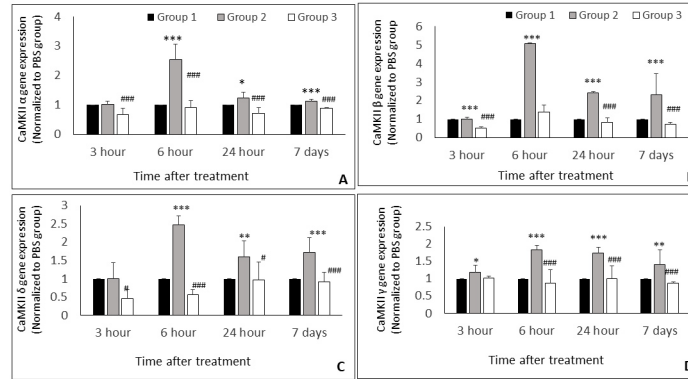 Group 1 Group 2 Group 3
CaMKII α gene expression
(Normalized to PBS group)
4
3
2
1
0
***
###
*
###
***
###
###
3 hour 6 hour 24 hour 7 days
Time after treatment
A
Group 1 Group 2 Group 3
CaMKII β gene expression
(Normalized to PBS group)
6
5
4
2
1
0
***
###
***
***
###
***
###
3 hour 6 hour 24 hour 7 days
Time after treatment
CaMKII δ gene expression
(Normalized to PBS group)
3
2.5
2
1.5
1
0.5
0
#
***
###
**
#
***
###
3 hour 6 hour 24 hour 7 days
Time after treatment
C
CaMKII γ gene expression
(Normalized to PBS group)
2.5
2
1.5
1
0.5
0
*
***
###
***
###
**
###
3 hour 6 hour 24 hour 7 days
Time after treatment
D